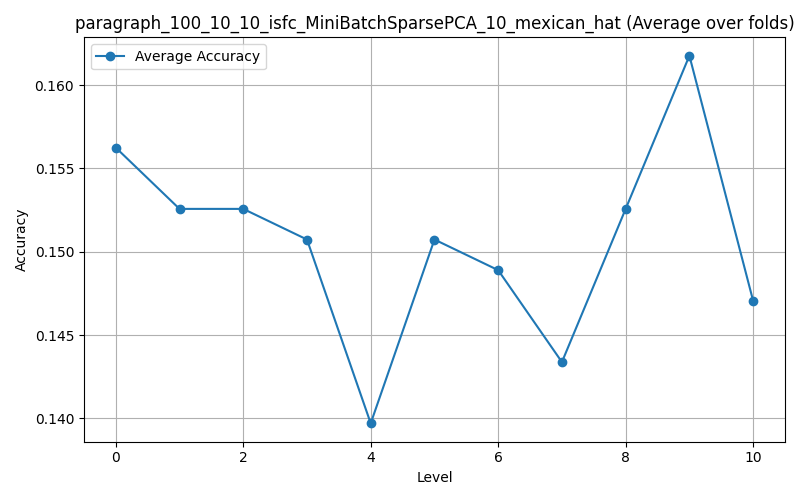 paragraph_100_10_10_isfc_MiniBatchSparsePCA_10_mexican_hat (Average over folds)
Average Accuracy
0.160
0.155
0.150
0.145
0.140
Accuracy
0 2 4 6 8 10
Level